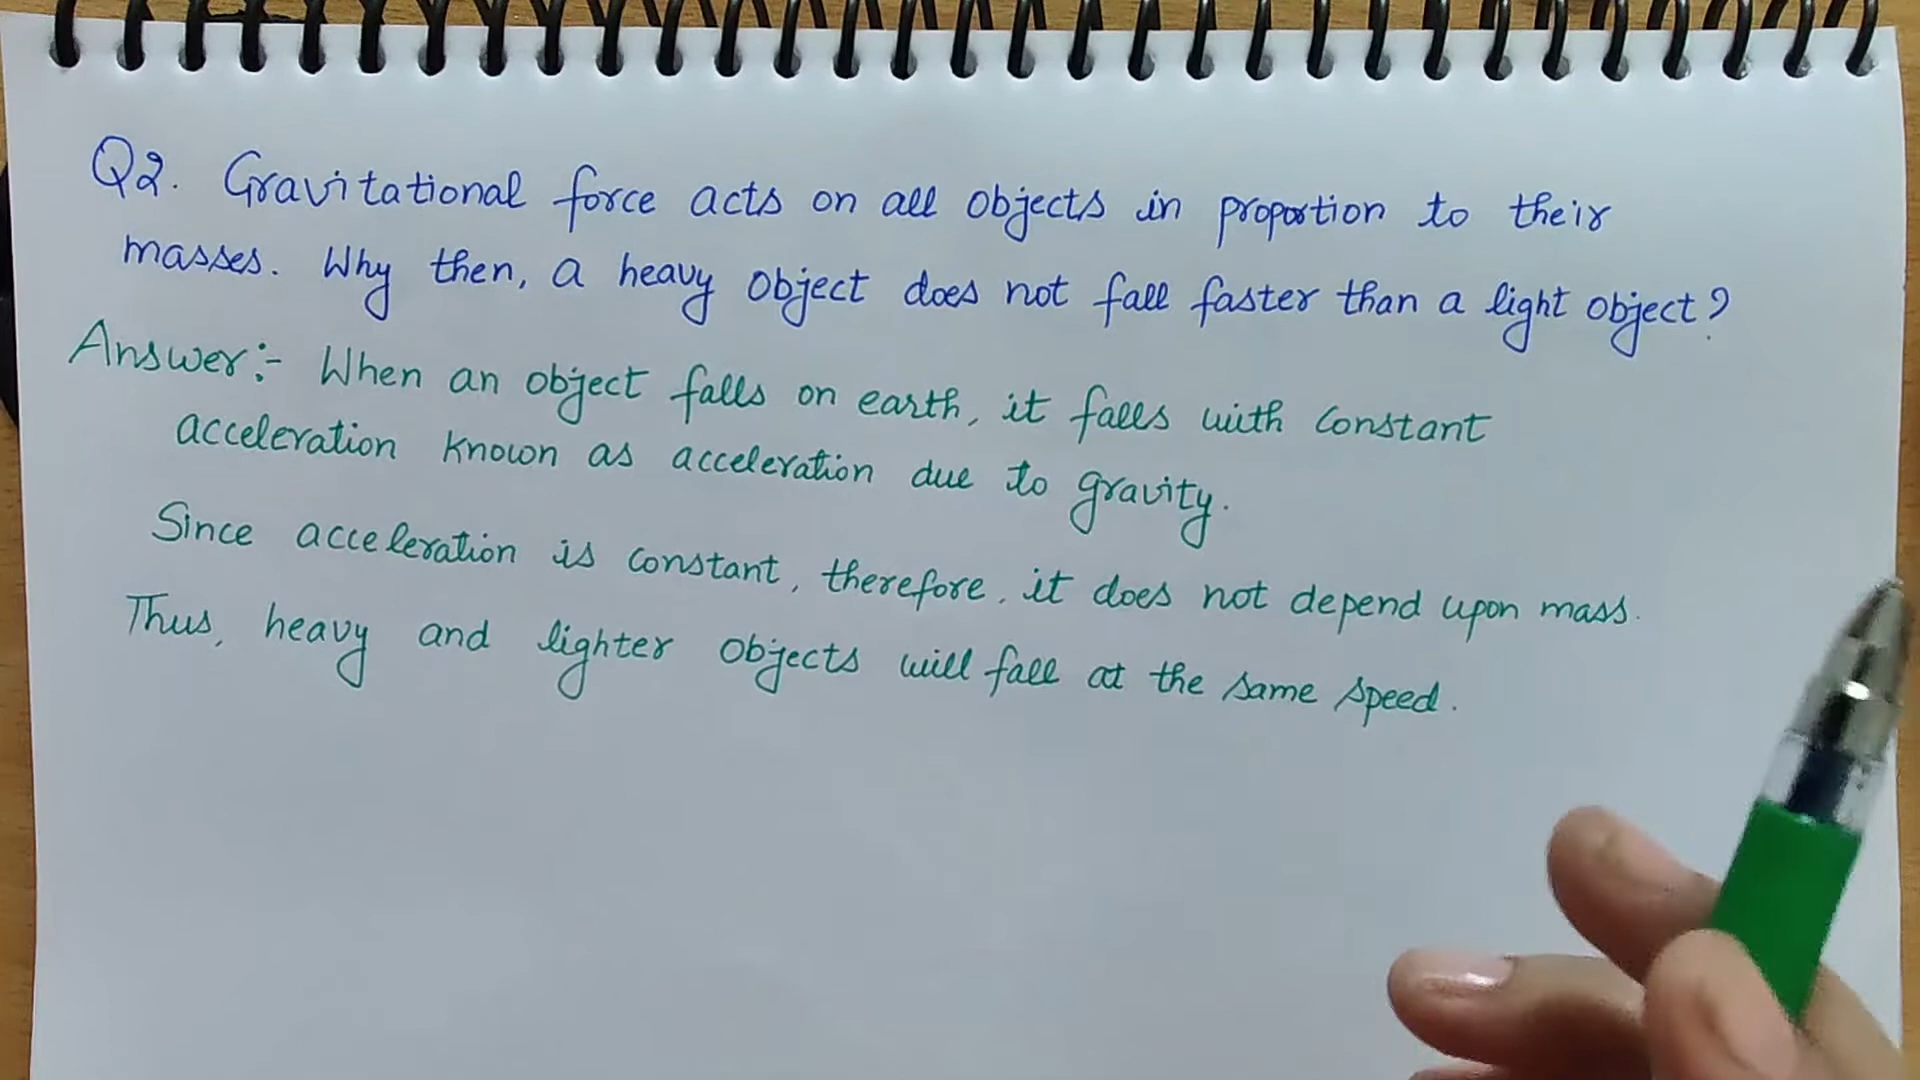 Q2. Gravitational force acts on all objects in proportion to their
masses. Why then, a heavy object does not fall faster than a light object?
Answer:- When an object falls on earth, it falls with constant
acceleration known as acceleration due to gravity.
Since acceleration is constant, therefore, it does not depend upon mass.
Thus, heavy and lighter objects will fall at the same speed.